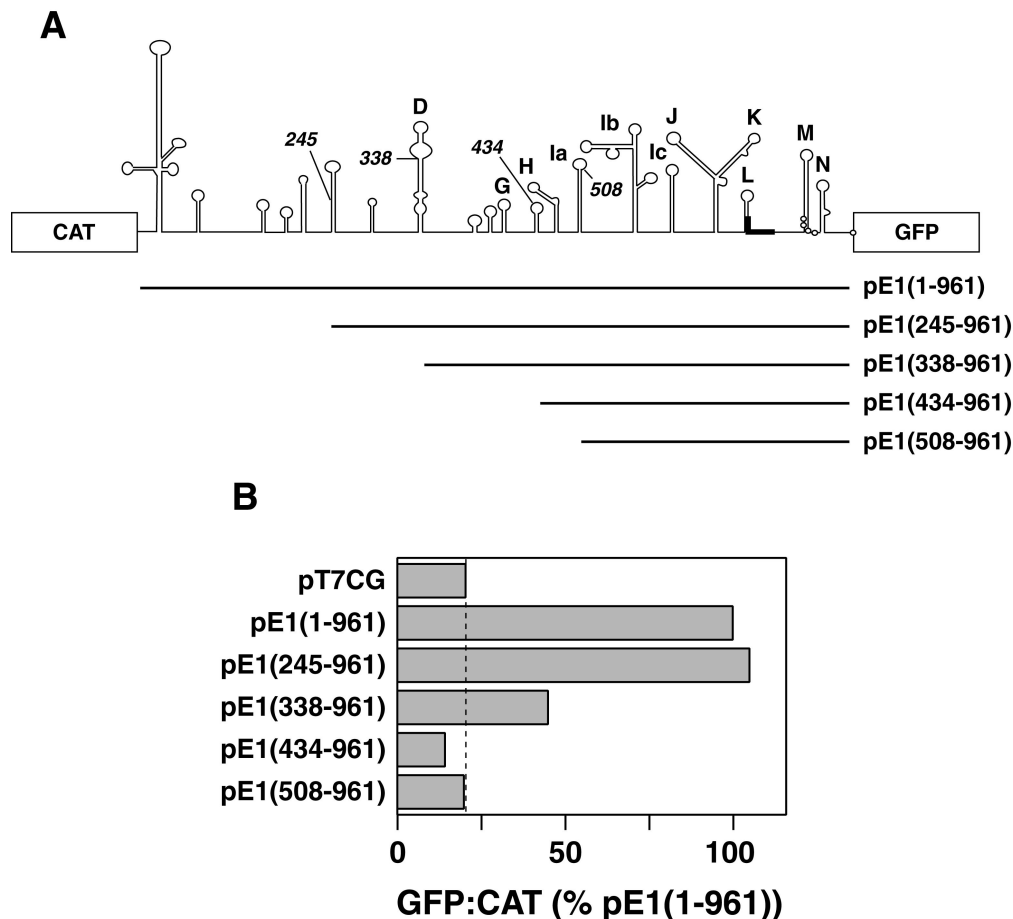 A
D
K
Ib
J
M
245
338
434
H
Ia
Ic
N
G
508
L
CAT
GFP
pE1(1-961)
pE1(245-961)
pE1(338-961)
pE1(434-961)
pE1(508-961)
B
pT7CG
pE1(1-961)
pE1(245-961)
pE1(338-961)
pE1(434-961)
pE1(508-961)
0 50 100
GFP:CAT (% pE1(1-961))